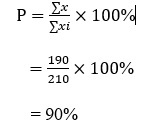 P = ∑x/∑xi × 100%
= 190/210 × 100%
= 90%